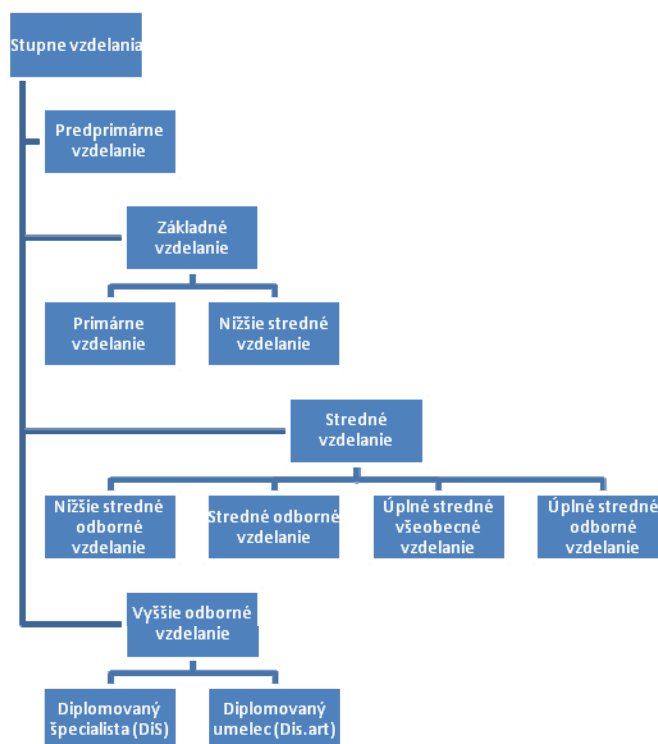 Stupne vzdelania
Predprimárne
vzdelanie
Základné
vzdelanie
Primárne
vzdelanie
Nižšie stredné
vzdelanie
Stredné
vzdelanie
Nižšie stredné
odborné
vzdelanie
Stredné odborné
vzdelanie
Úplné stredné
všeobecné
vzdelanie
Úplné stredné
odborné
vzdelanie
Vyššie odborné
vzdelanie
Diplomovaný
špecialista (DiS)
Diplomovaný
umelec (Dis.art)